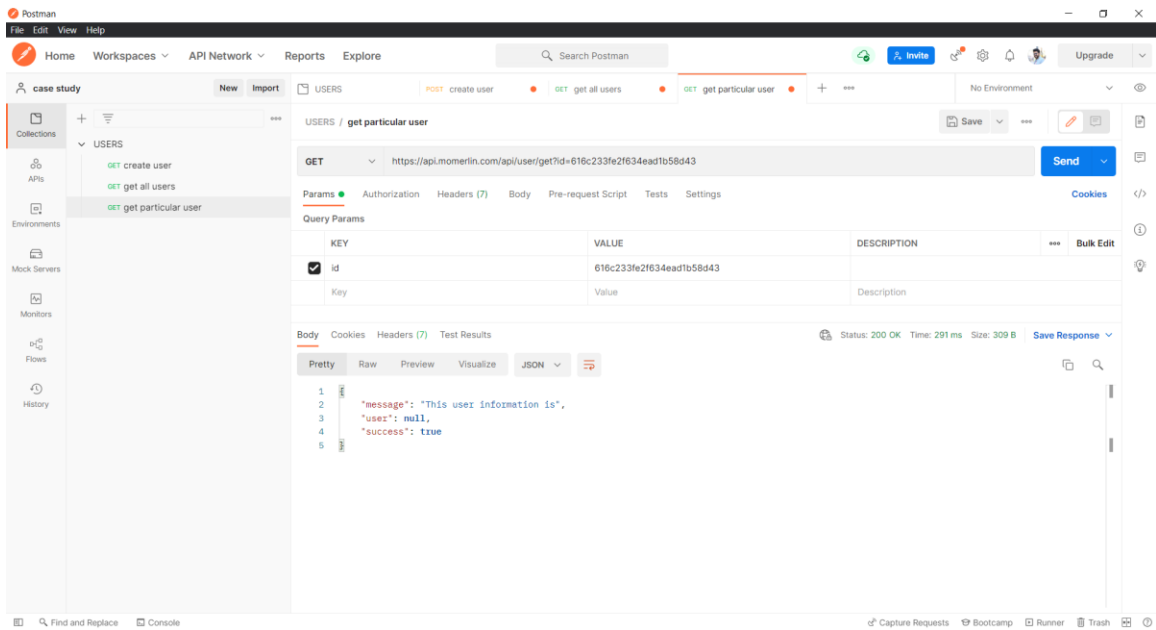 Postman
File Edit View Help
Home Workspaces API Network Reports Explore Search Postman Invite Upgrade
case study New Import USERS POST create user GET get all users GET get particular user No Environment
Collections
APIs
Environments
Mock Servers
Monitors
Flows
History
USERS
GET create user
GET get all users
GET get particular user
USERS / get particular user Save
GET https://api.momerlin.com/api/user/get?id=616c233fe2f634ead1b58d43 Send
Params Authorization Headers (7) Body Pre-request Script Tests Settings Cookies
Query Params
KEY VALUE DESCRIPTION Bulk Edit
id 616c233fe2f634ead1b58d43
Key Value Description
Body Cookies Headers (7) Test Results Status: 200 OK Time: 291 ms Size: 309 B Save Response
Pretty Raw Preview Visualize JSON
1 {
2 "message": "This user information is",
3 "user": null,
4 "success": true
5 }
Find and Replace Console Capture Requests Bootcamp Runner Trash